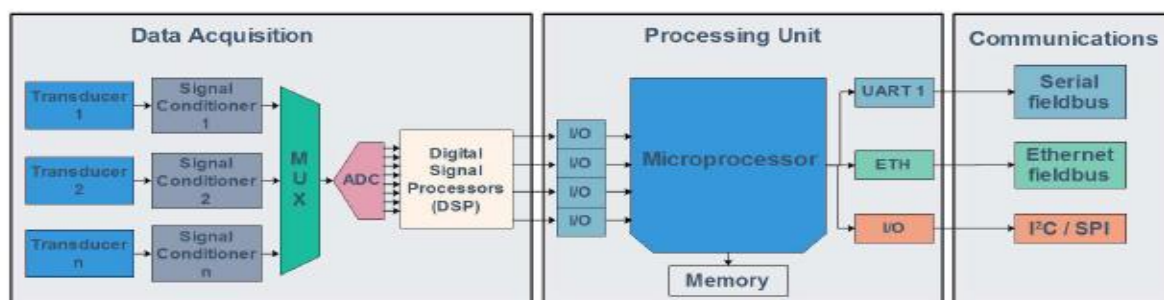 Data Acquisition
Transducer
1
Signal
Conditioner
1
Transducer
2
Signal
Conditioner
2
Transducer
n
Signal
Conditioner
n
M
U
X
ADC
Digital
Signal
Processors
(DSP)
Processing Unit
I/O
I/O
I/O
I/O
Microprocessor
Memory
UART 1
ETH
I/O
Communications
Serial
fieldbus
Ethernet
fieldbus
I²C / SPI